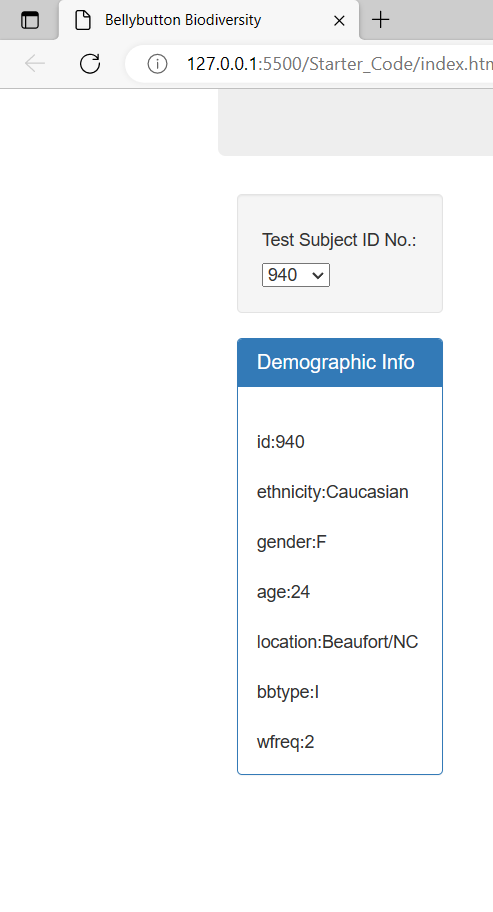 Bellybutton Biodiversity
127.0.0.1:5500/Starter_Code/index.htm
Test Subject ID No.:
940
Demographic Info
id:940
ethnicity:Caucasian
gender:F
age:24
location:Beaufort/NC
bbtype:I
wfreq:2